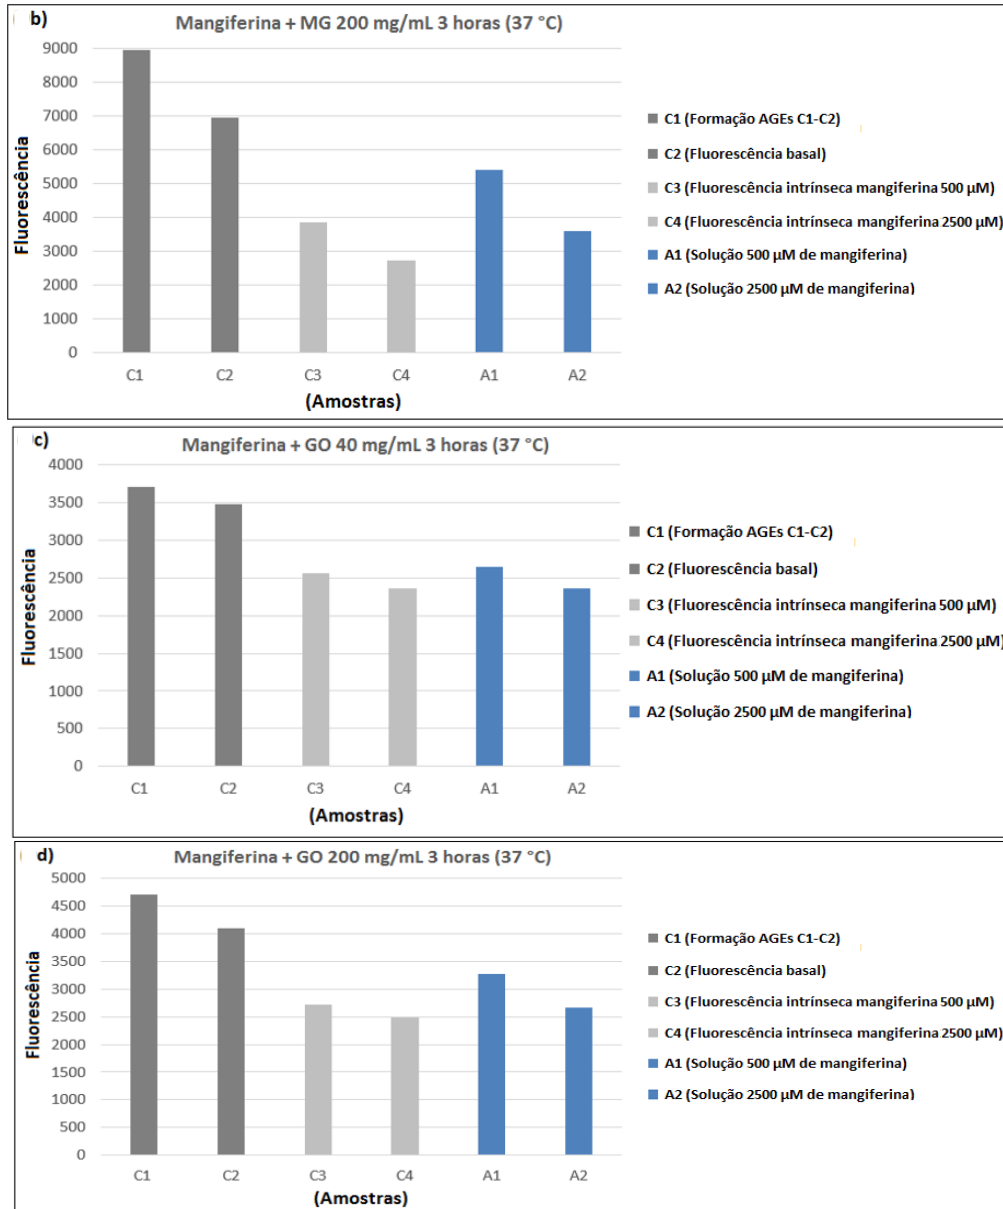 b) Mangiferina + MG 200 mg/mL 3 horas (37 °C)
9000
8000
7000
6000
5000
4000
3000
2000
1000
0
Fluorescência
C1 C2 C3 C4 A1 A2
(Amostras)
C1 (Formação AGEs C1-C2)
C2 (Fluorescência basal)
C3 (Fluorescência intrínseca mangiferina 500 µM)
C4 (Fluorescência intrínseca mangiferina 2500 µM)
A1 (Solução 500 µM de mangiferina)
A2 (Solução 2500 µM de mangiferina)
c) Mangiferina + GO 40 mg/mL 3 horas (37 °C)
4000
3500
3000
2500
2000
1500
1000
500
0
Fluorescência
C1 C2 C3 C4 A1 A2
(Amostras)
C1 (Formação AGEs C1-C2)
C2 (Fluorescência basal)
C3 (Fluorescência intrínseca mangiferina 500 µM)
C4 (Fluorescência intrínseca mangiferina 2500 µM)
A1 (Solução 500 µM de mangiferina)
A2 (Solução 2500 µM de mangiferina)
d) Mangiferina + GO 200 mg/mL 3 horas (37 °C)
5000
4500
4000
3500
3000
2500
2000
1500
1000
500
0
Fluorescência
C1 C2 C3 C4 A1 A2
(Amostras)
C1 (Formação AGEs C1-C2)
C2 (Fluorescência basal)
C3 (Fluorescência intrínseca mangiferina 500 µM)
C4 (Fluorescência intrínseca mangiferina 2500 µM)
A1 (Solução 500 µM de mangiferina)
A2 (Solução 2500 µM de mangiferina)